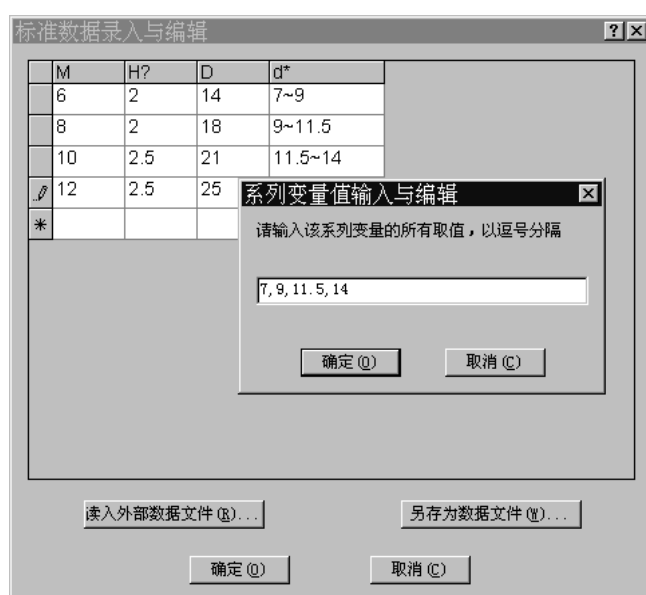 标准数据录入与编辑
M H? D d*
6 2 14 7~9
8 2 18 9~11.5
10 2.5 21 11.5~14
12 2.5 25
*
系列变量值输入与编辑
请输入该系列变量的所有取值，以逗号分隔
7,9,11.5,14
确定(O) 取消(C)
读入外部数据文件(R)... 另存为数据文件(W)...
确定(O) 取消(C)